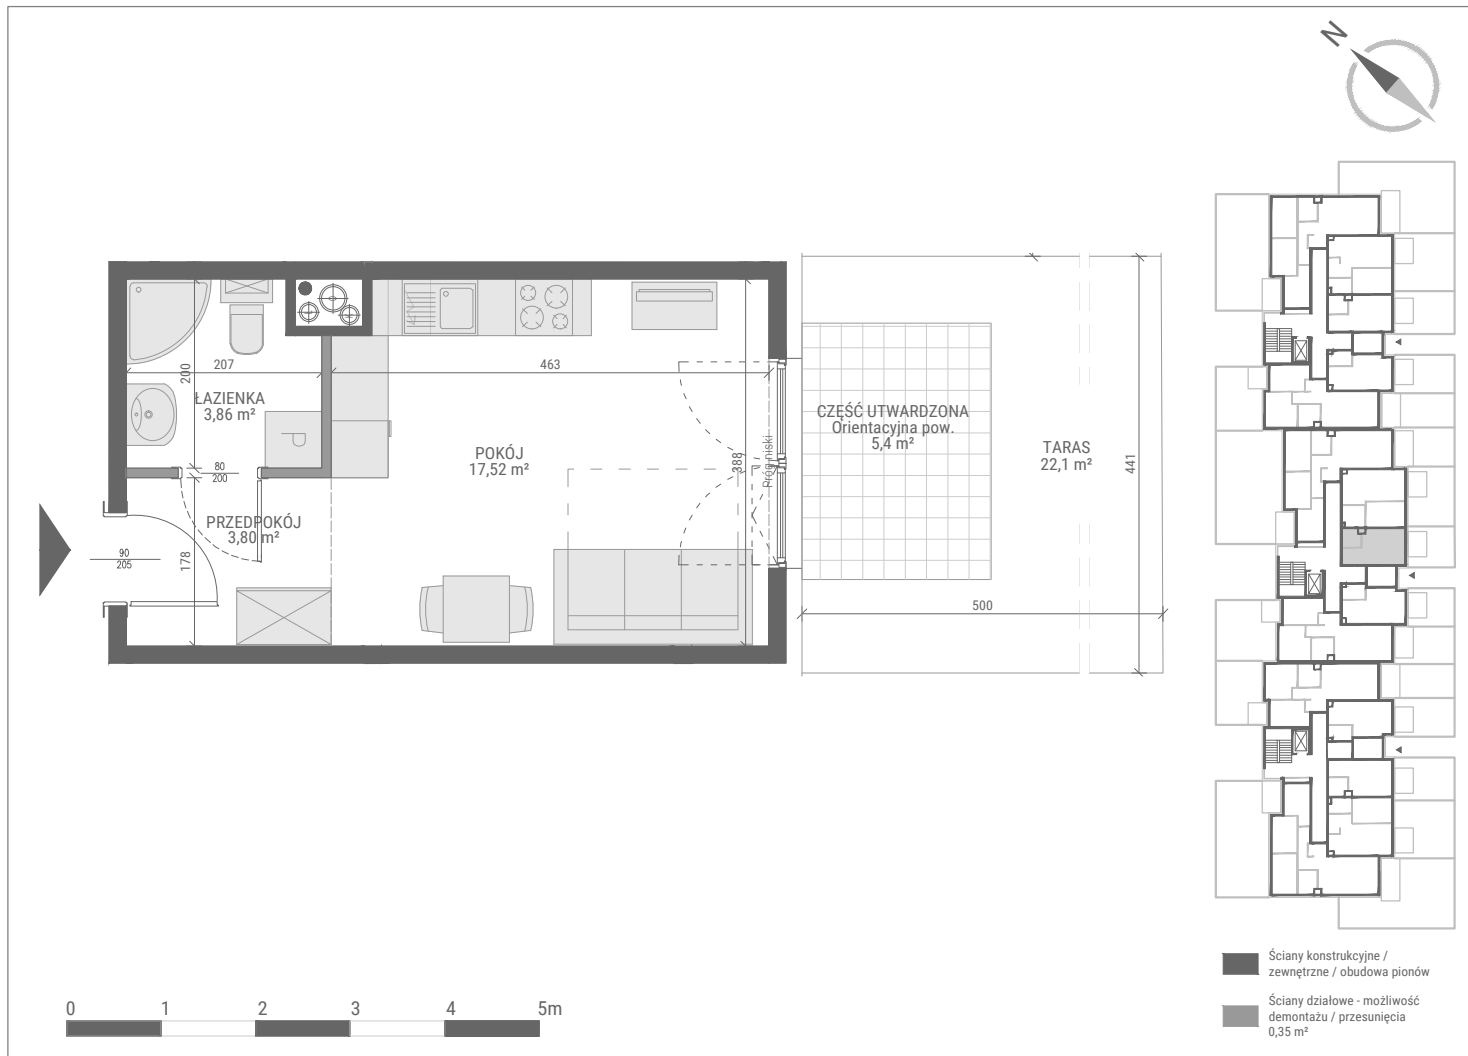 N
207
200
463
ŁAZIENKA
3,86 m²
P
80
200
POKÓJ
17,52 m²
388
Próg niski
CZĘŚĆ UTWARDZONA
Orientacyjna pow.
5,4 m²
TARAS
22,1 m²
441
PRZEDPOKÓJ
3,80 m²
178
90
205
500
0 1 2 3 4 5m
Ściany konstrukcyjne /
zewnętrzne / obudowa pionów
Ściany działowe - możliwość
demontażu / przesunięcia
0,35 m²